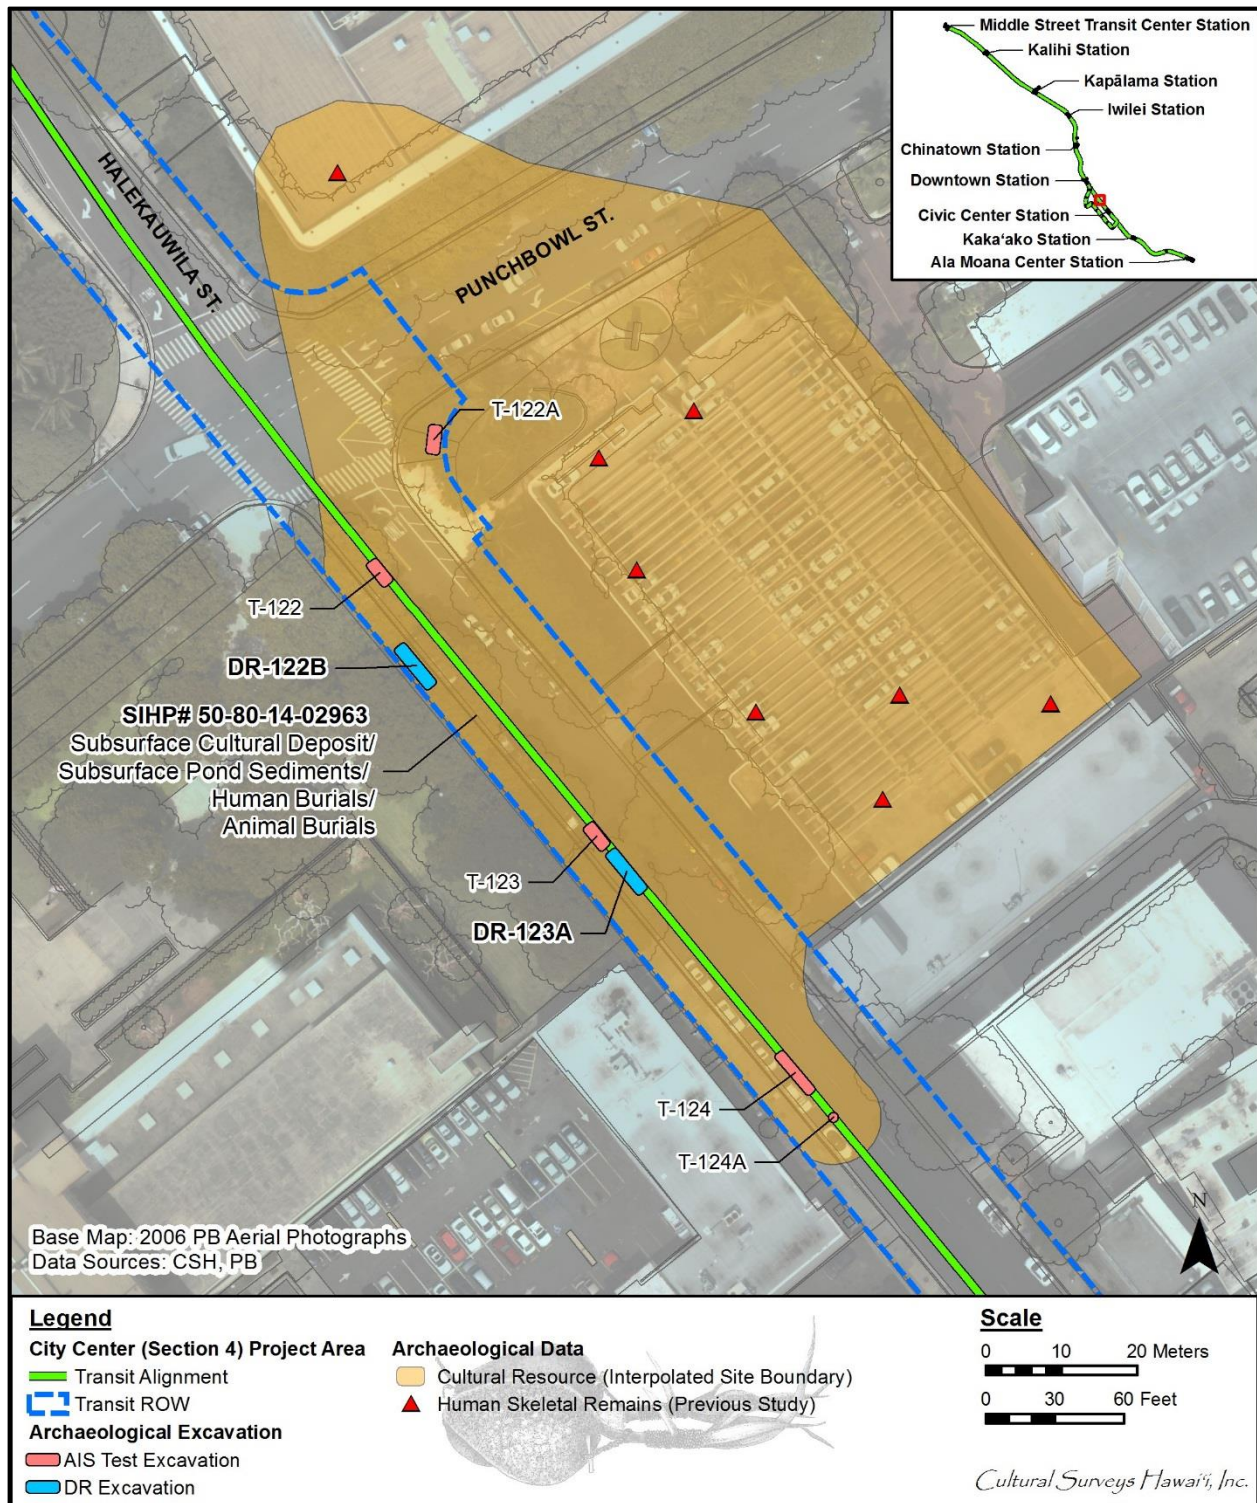 Middle Street Transit Center Station
Kalihi Station
Kapālama Station
Iwilei Station
Chinatown Station
Downtown Station
Civic Center Station
Kakaʻako Station
Ala Moana Center Station
HALEKAUWILA ST.
PUNCHBOWL ST.
T-122A
T-122
DR-122B
SIHP# 50-80-14-02963
Subsurface Cultural Deposit/
Subsurface Pond Sediments/
Human Burials/
Animal Burials
T-123
DR-123A
T-124
T-124A
N
Base Map: 2006 PB Aerial Photographs
Data Sources: CSH, PB
Legend
City Center (Section 4) Project Area
Transit Alignment
Transit ROW
Archaeological Excavation
AIS Test Excavation
DR Excavation
Archaeological Data
Cultural Resource (Interpolated Site Boundary)
Human Skeletal Remains (Previous Study)
Scale
0 10 20 Meters
0 30 60 Feet
Cultural Surveys Hawaiʻi, Inc.